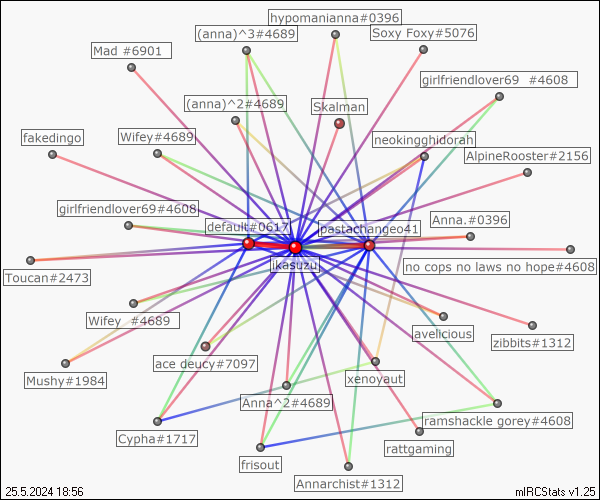 hypomanianna#0396
(anna)^3#4689
Soxy Foxy#5076
Mad #6901
girlfriendlover69 #4608
(anna)^2#4689
Skalman
fakedingo
Wifey#4689
neokingghidorah
AlpineRooster#2156
girlfriendlover69#4608
default#0617
pastachangeo41
Anna.#0396
ikasuzu
no cops no laws no hope#4608
Toucan#2473
Wifey #4689
avelicious
zibbits#1312
ace deucy#7097
xenoyaut
Mushy#1984
Anna^2#4689
ramshackle gorey#4608
Cypha#1717
rattgaming
frisout
Annarchist#1312
25.5.2024 18:56
mIRCStats v1.25